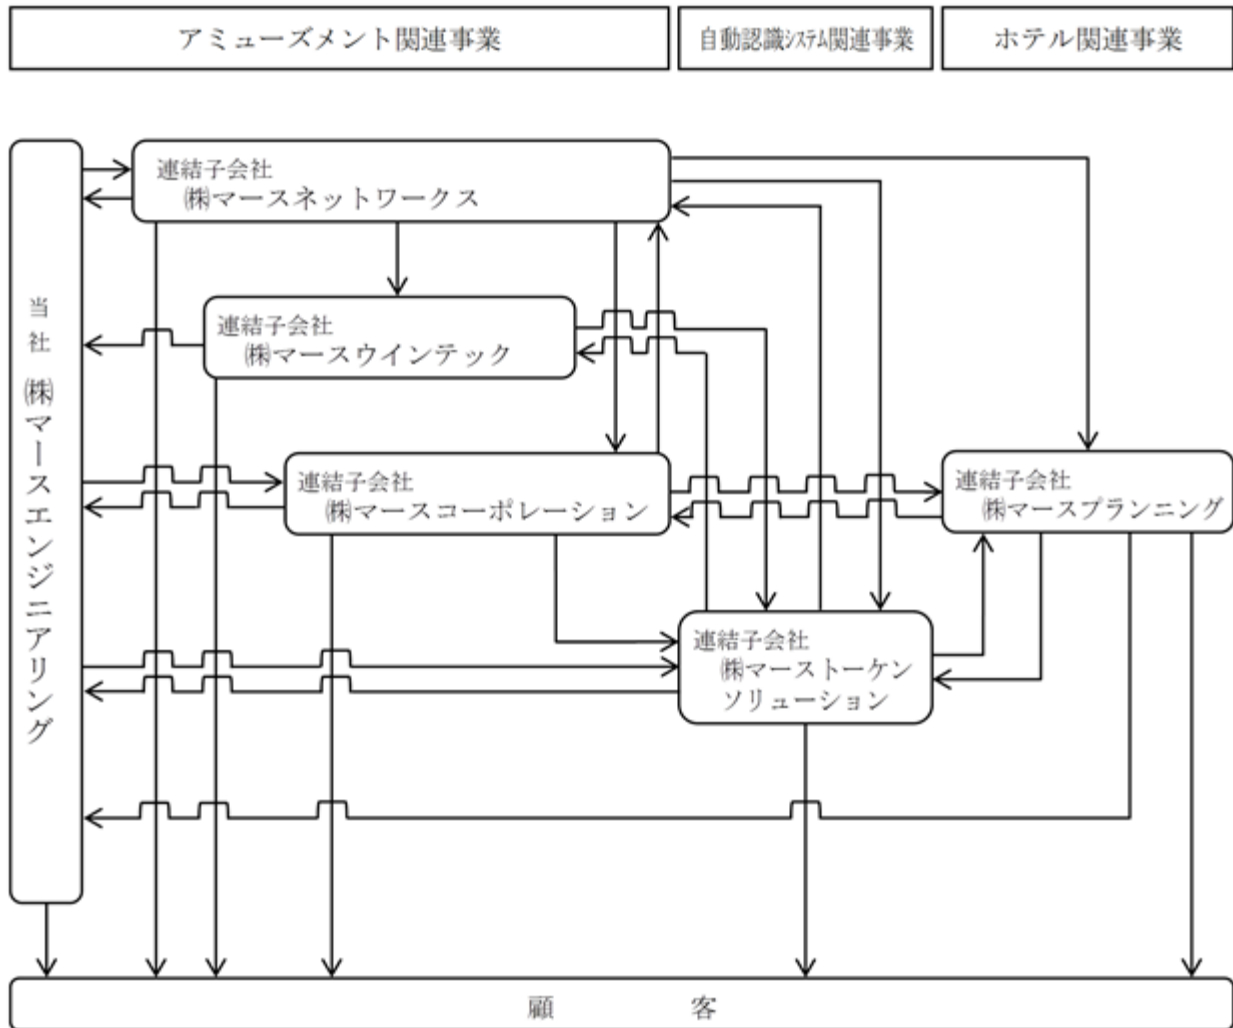 アミューズメント関連事業
自動認識システム関連事業
ホテル関連事業
当社 ㈱マースエンジニアリング
連結子会社
㈱マースネットワークス
連結子会社
㈱マースウインテック
連結子会社
㈱マースコーポレーション
連結子会社
㈱マースプランニング
連結子会社
㈱マーストーケン
ソリューション
顧客